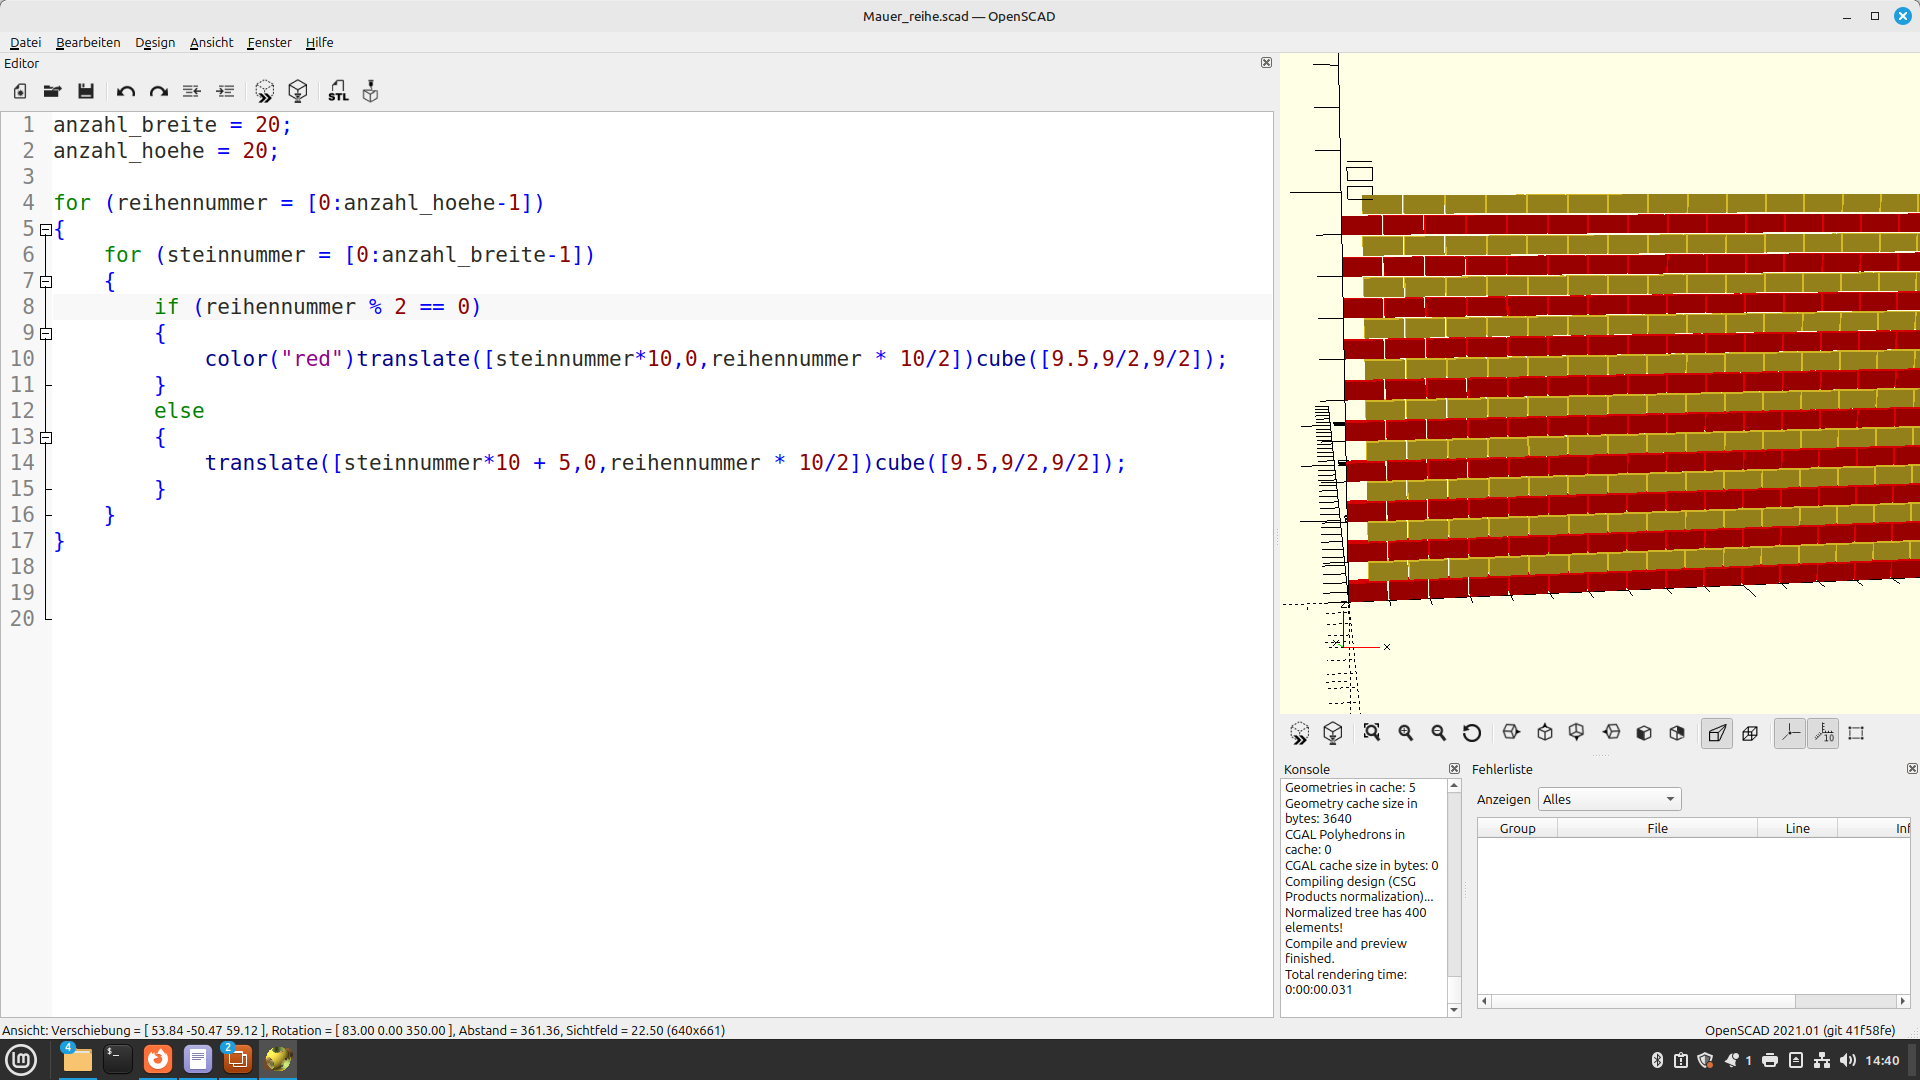 Mauer_reihe.scad — OpenSCAD
Datei Bearbeiten Design Ansicht Fenster Hilfe
Editor
STL
1 anzahl_breite = 20;
2 anzahl_hoehe = 20;
3
4 for (reihennummer = [0:anzahl_hoehe-1])
5 {
6 for (steinnummer = [0:anzahl_breite-1])
7 {
8 if (reihennummer % 2 == 0)
9 {
10 color("red")translate([steinnummer*10,0,reihennummer * 10/2])cube([9.5,9/2,9/2]);
11 }
12 else
13 {
14 translate([steinnummer*10 + 5,0,reihennummer * 10/2])cube([9.5,9/2,9/2]);
15 }
16 }
17 }
18
19
20
x
10
Konsole
Geometries in cache: 5
Geometry cache size in
bytes: 3640
CGAL Polyhedrons in
cache: 0
CGAL cache size in bytes: 0
Compiling design (CSG
Products normalization)...
Normalized tree has 400
elements!
Compile and preview
finished.
Total rendering time:
0:00:00.031
Fehlerliste
Anzeigen Alles
Group File Line Inf
Ansicht: Verschiebung = [ 53.84 -50.47 59.12 ], Rotation = [ 83.00 0.00 350.00 ], Abstand = 361.36, Sichtfeld = 22.50 (640x661)
OpenSCAD 2021.01 (git 41f58fe)
4 $_ 2 1 14:40